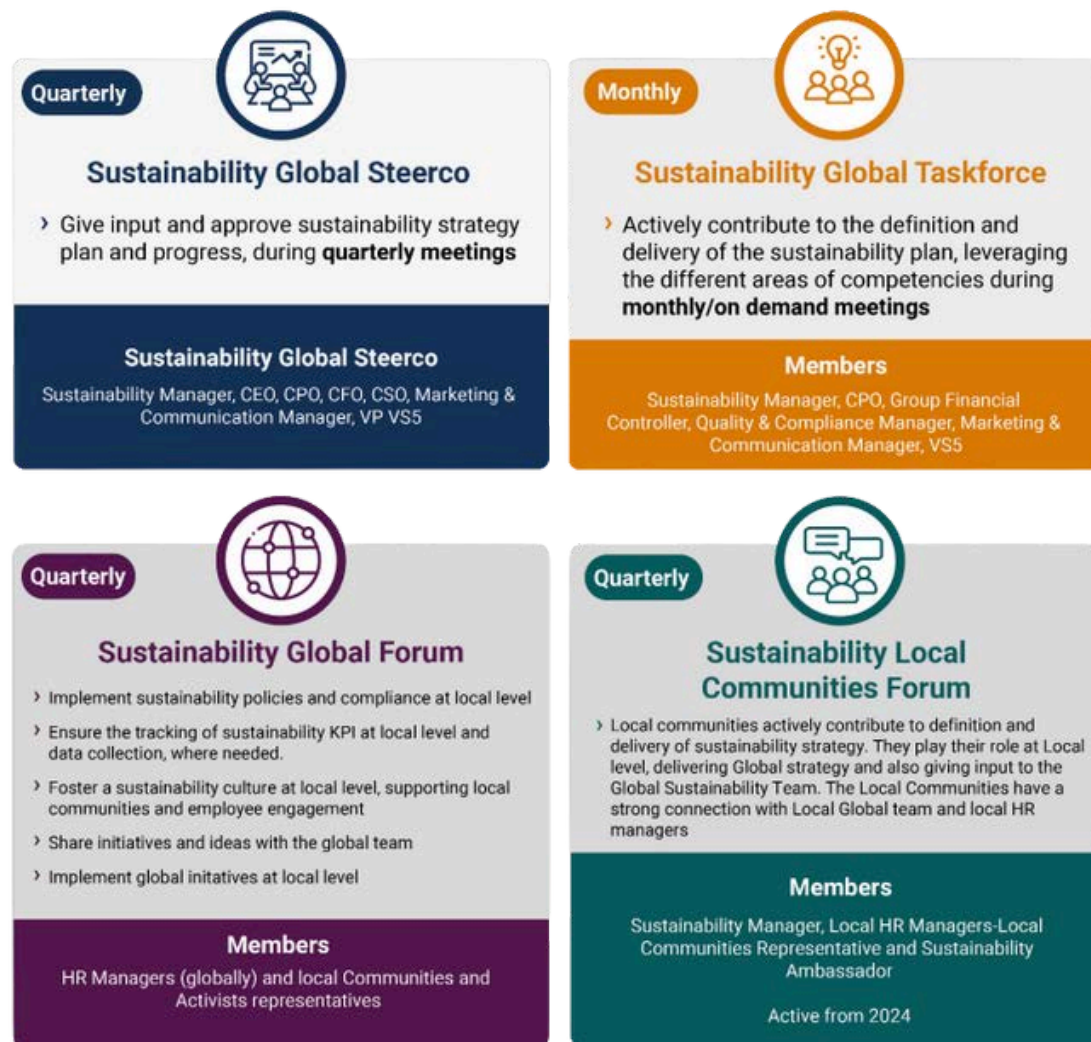 Quarterly
Sustainability Global Steerco
› Give input and approve sustainability strategy
plan and progress, during quarterly meetings
Sustainability Global Steerco
Sustainability Manager, CEO, CPO, CFO, CSO, Marketing &
Communication Manager, VP VS5
Monthly
Sustainability Global Taskforce
› Actively contribute to the definition and
delivery of the sustainability plan, leveraging
the different areas of competencies during
monthly/on demand meetings
Members
Sustainability Manager, CPO, Group Financial
Controller, Quality & Compliance Manager, Marketing &
Communication Manager, VS5
Quarterly
Sustainability Global Forum
› Implement sustainability policies and compliance at local level
› Ensure the tracking of sustainability KPI at local level and
data collection, where needed.
› Foster a sustainability culture at local level, supporting local
communities and employee engagement
› Share initiatives and ideas with the global team
› Implement global initatives at local level
Members
HR Managers (globally) and local Communities and
Activists representatives
Quarterly
Sustainability Local
Communities Forum
› Local communities actively contribute to definition and
delivery of sustainability strategy. They play their role at Local
level, delivering Global strategy and also giving input to the
Global Sustainability Team. The Local Communities have a
strong connection with Local Global team and local HR
managers
Members
Sustainability Manager, Local HR Managers-Local
Communities Representative and Sustainability
Ambassador
Active from 2024